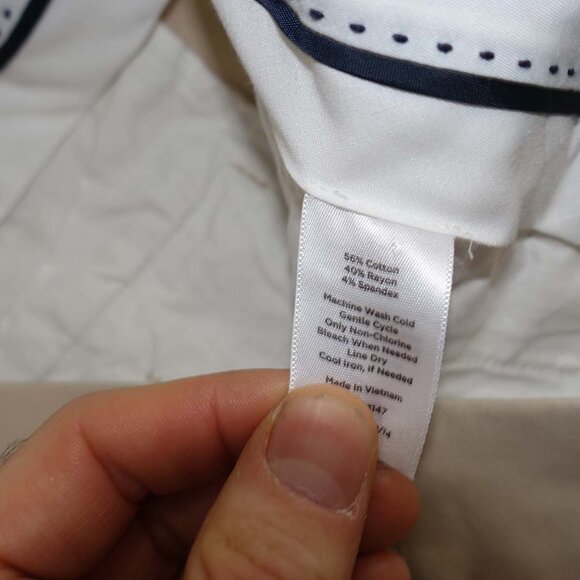 56% Cotton
40% Rayon
4% Spandex
Machine Wash Cold
Gentle Cycle
Only Non-Chlorine
Bleach When Needed
Line Dry
Cool Iron, if Needed
Made in Vietnam